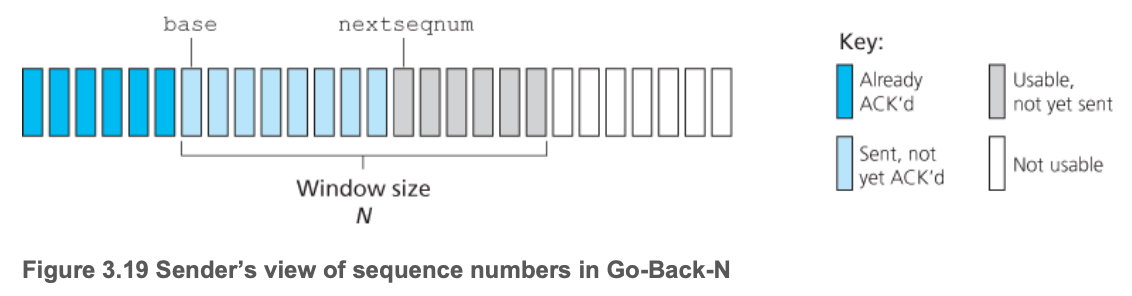 base
nextseqnum
Window size
N
Key:
Already
ACK'd
Usable,
not yet sent
Sent, not
yet ACK'd
Not usable
Figure 3.19 Sender’s view of sequence numbers in Go-Back-N